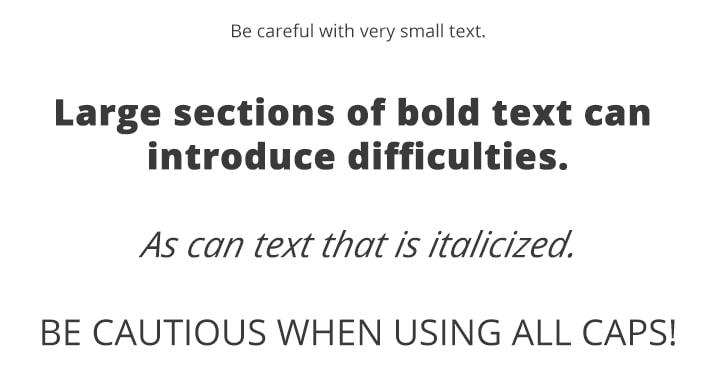 Be careful with very small text.
Large sections of bold text can
introduce difficulties.
As can text that is italicized.
BE CAUTIOUS WHEN USING ALL CAPS!